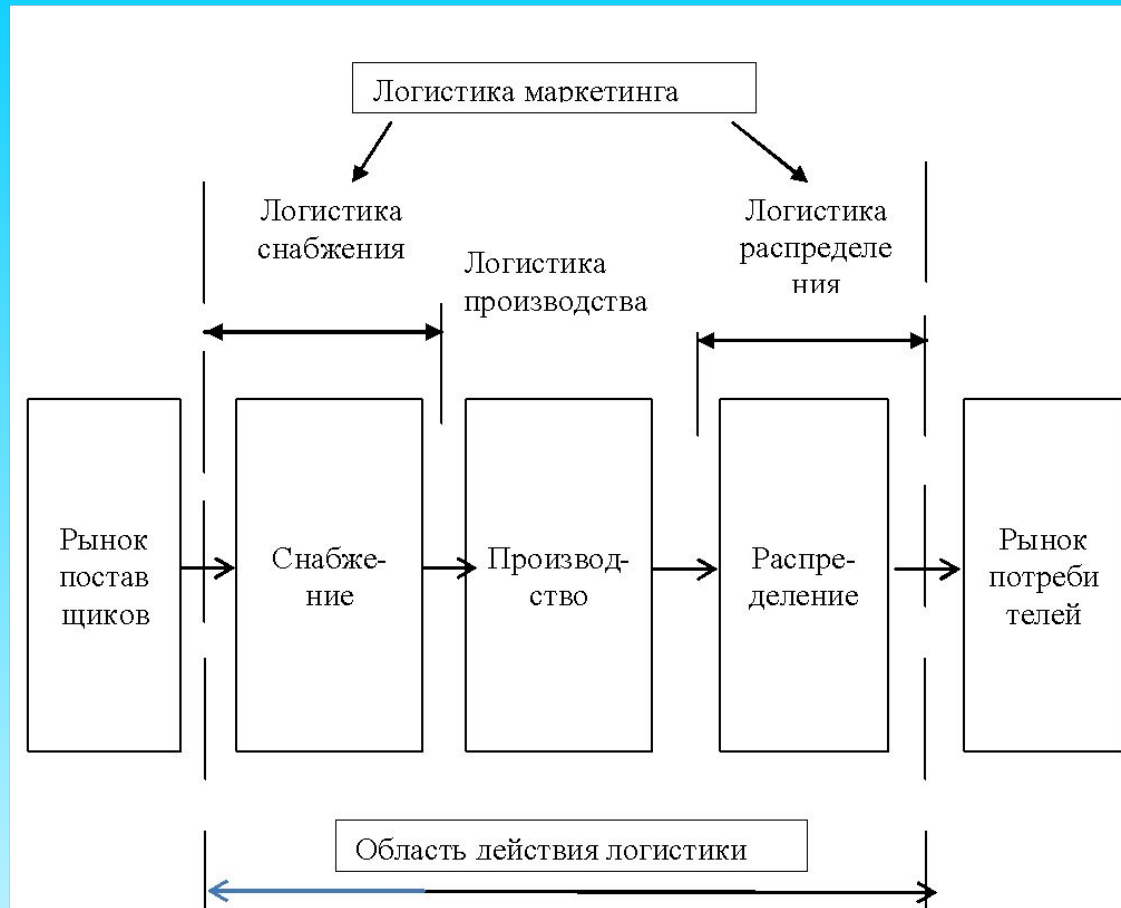 Логистика маркетинга
Логистика
снабжения
Логистика
производства
Логистика
распределе
ния
Рынок
постав
щиков
Снабже-
ние
Производ-
ство
Распре-
деление
Рынок
потреби
телей
Область действия логистики